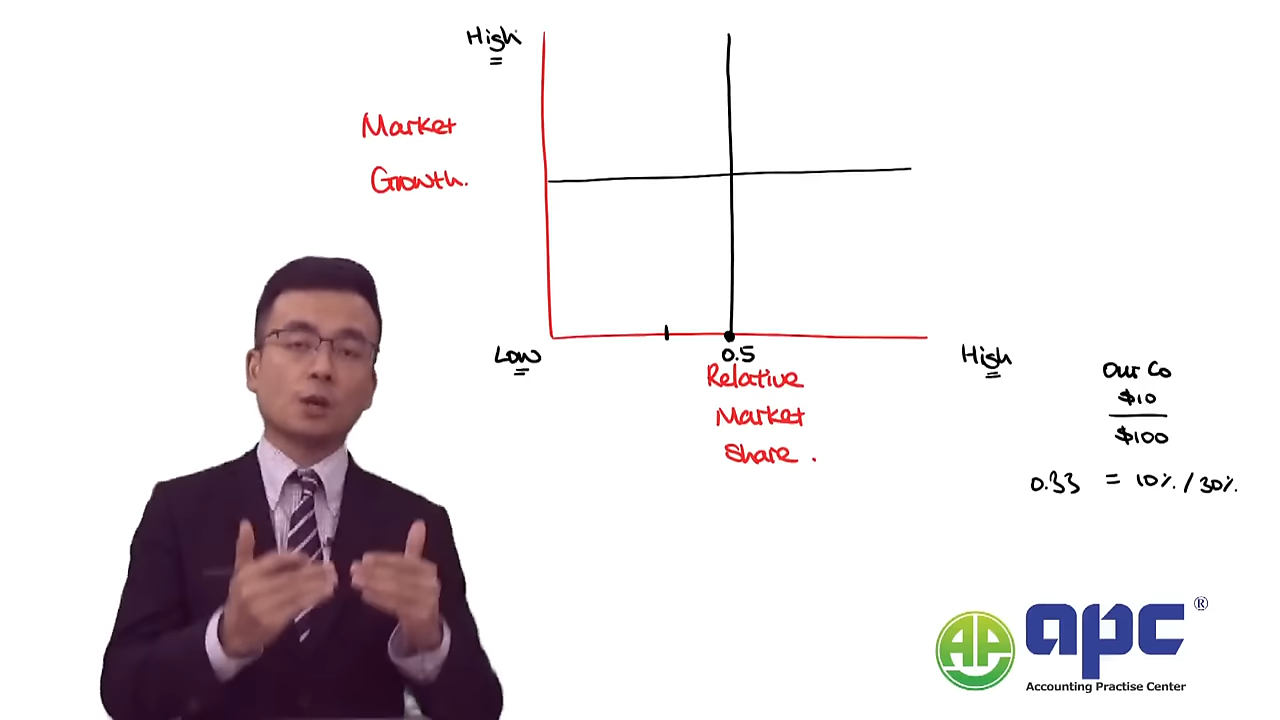 High
Market
Growth.
Low
0.5
High
Relative
Market
Share.
Our Co
$10
$100
0.33 = 10% / 30%.
AP
apc®
Accounting Practise Center